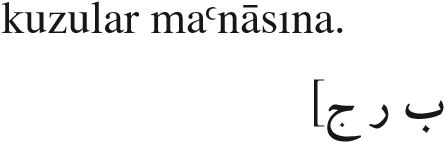 kuzular maʿnāsına.
[ب ر ج